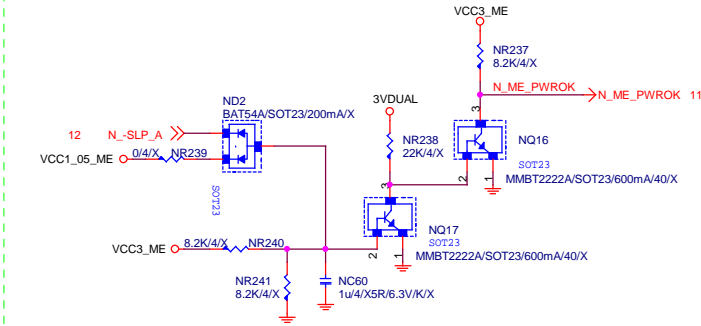 VCC3_ME
NR237
8.2K/4/X
N_ME_PWROK
N_ME_PWROK 11
ND2
BAT54A/SOT23/200mA/X
3VDUAL
12 N_-SLP_A
NR238
22K/4/X
3
NQ16
SOT23
MMBT2222A/SOT23/600mA/40/X
2
1
VCC1_05_ME
0/4/X NR239
SOT23
3
NQ17
SOT23
MMBT2222A/SOT23/600mA/40/X
2
1
VCC3_ME
8.2K/4/X NR240
NR241
8.2K/4/X
NC60
1u/4/X5R/6.3V/K/X